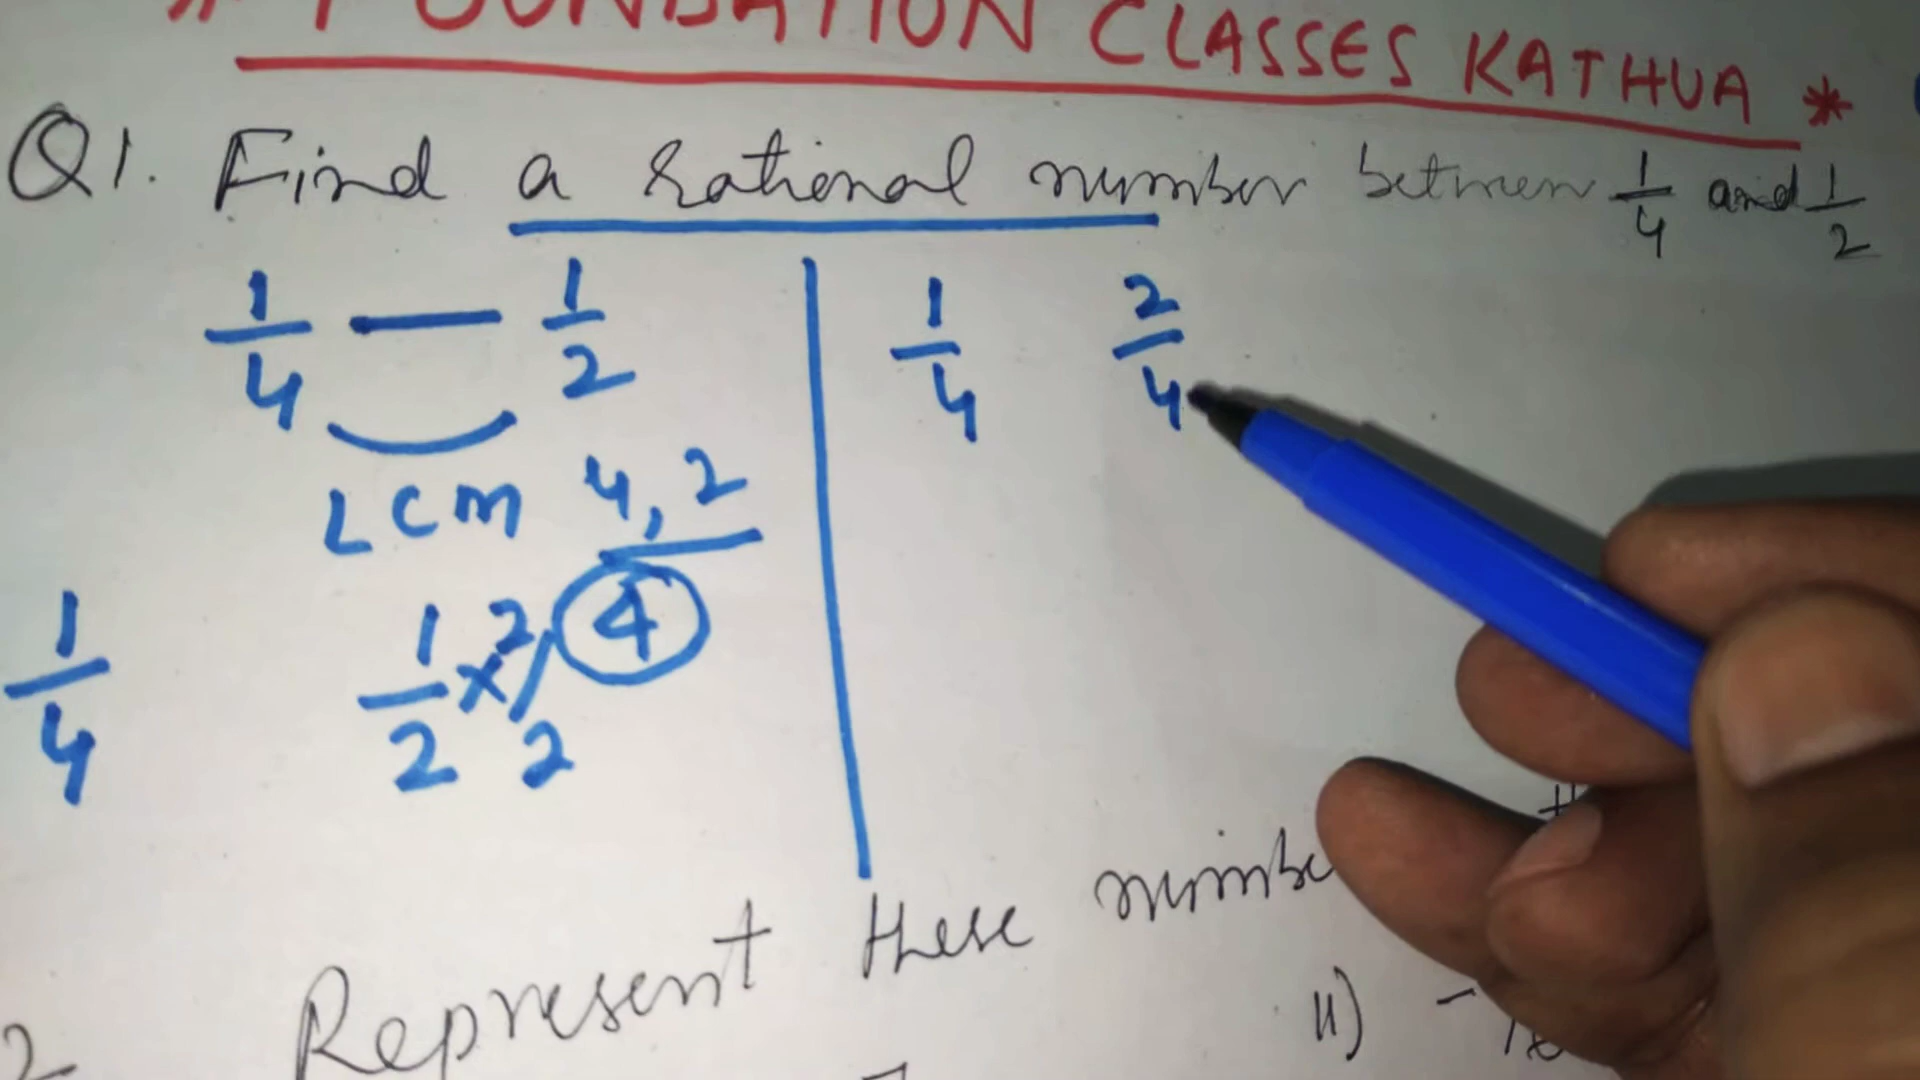 * FOUNDATION CLASSES KATHUA *
Q1. Find a rational number between 1/4 and 1/2
1/4 — 1/2
LCM 4, 2
4
1/4 1/2 × 2/2
1/4 2/4
2 Represent these
ii) -